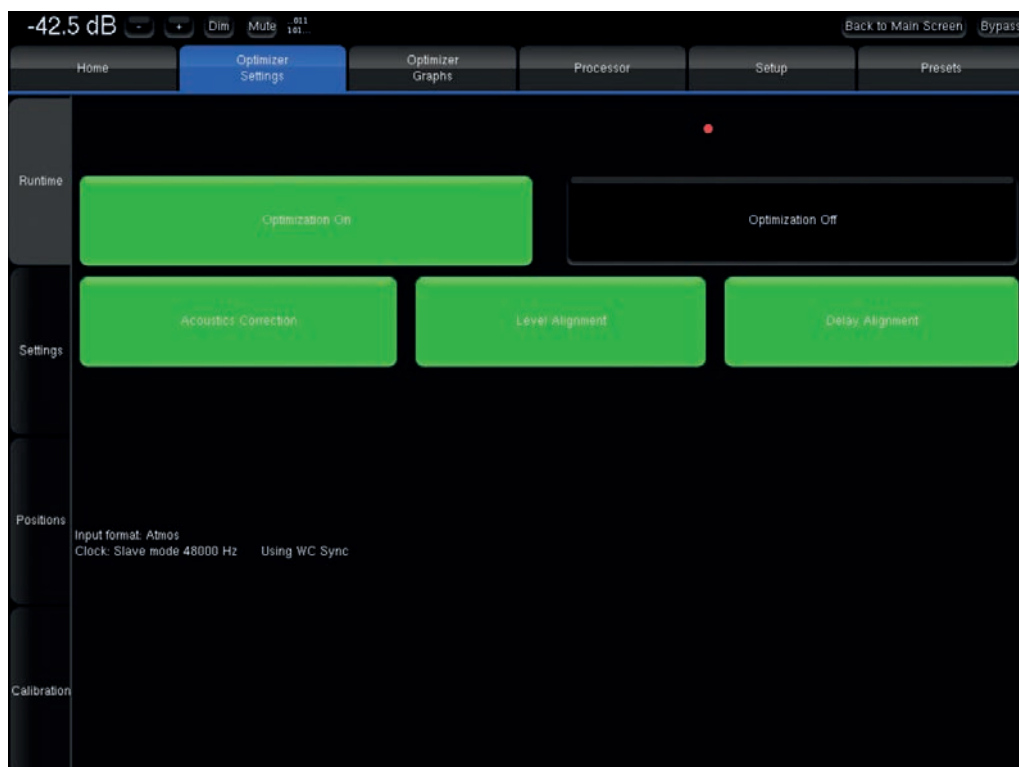 -42.5 dB - + Dim Mute ..011 101... Back to Main Screen Bypass
Home Optimizer Settings Optimizer Graphs Processor Setup Presets
Runtime
Optimization On Optimization Off
Acoustics Correction Level Alignment Delay Alignment
Settings
Positions
Input format: Atmos
Clock: Slave mode 48000 Hz Using WC Sync
Calibration